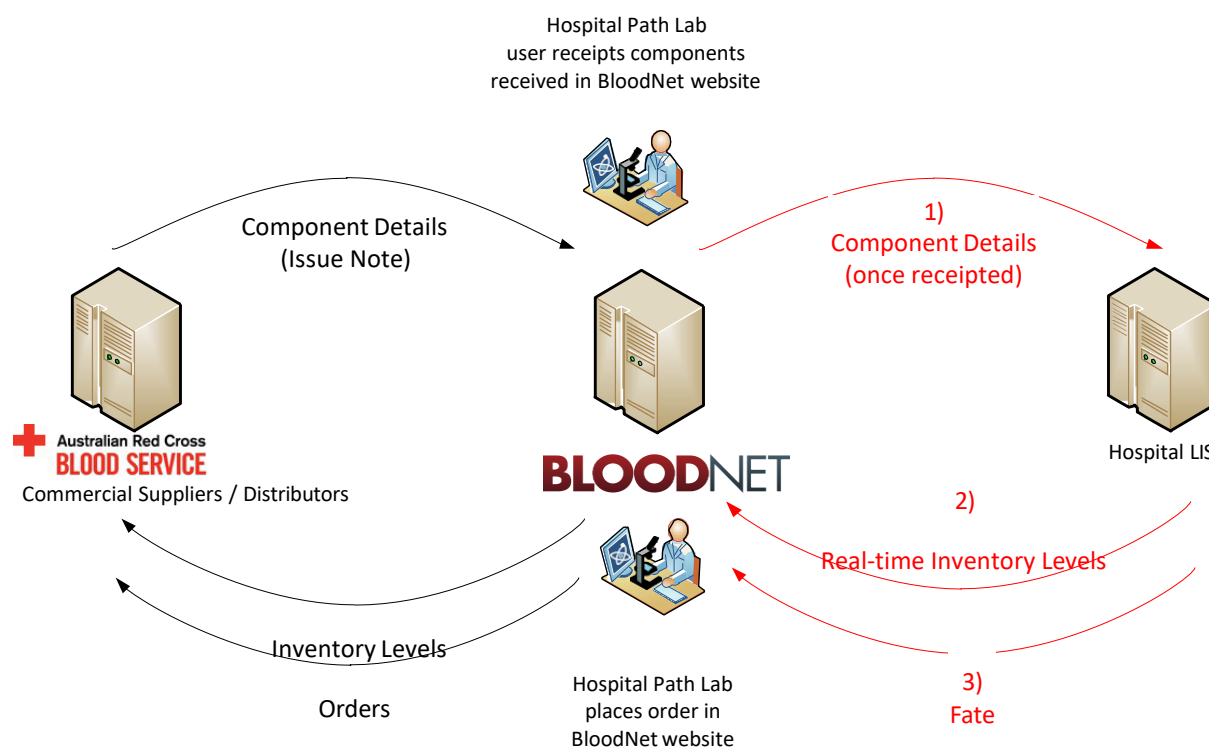 Hospital Path Lab
user receipts components
received in BloodNet website
Component Details
(Issue Note)
1)
Component Details
(once receipted)
Australian Red Cross
BLOOD SERVICE
Commercial Suppliers / Distributors
BLOODNET
Hospital LIS
2)
Real-time Inventory Levels
Inventory Levels
Orders
Hospital Path Lab
places order in
BloodNet website
3)
Fate